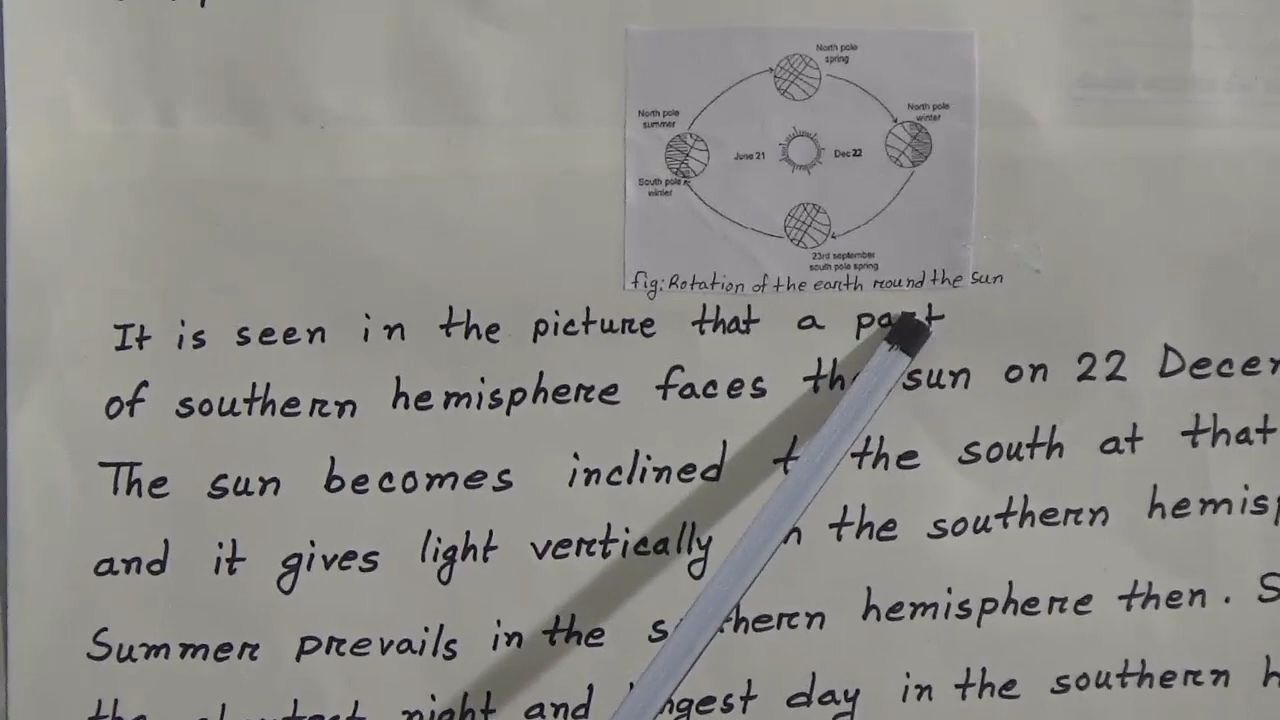 North pole
spring
North pole
summer
North pole
winter
June 21
Dec 22
South pole
winter
23rd september
south pole spring
fig: Rotation of the earth round the sun
It is seen in the picture that a part
of southern hemisphere faces the sun on 22
The sun becomes inclined the south at that
and it gives light vertically the southern
Summer prevails in the southern hemisphere then.
night and day in the southern